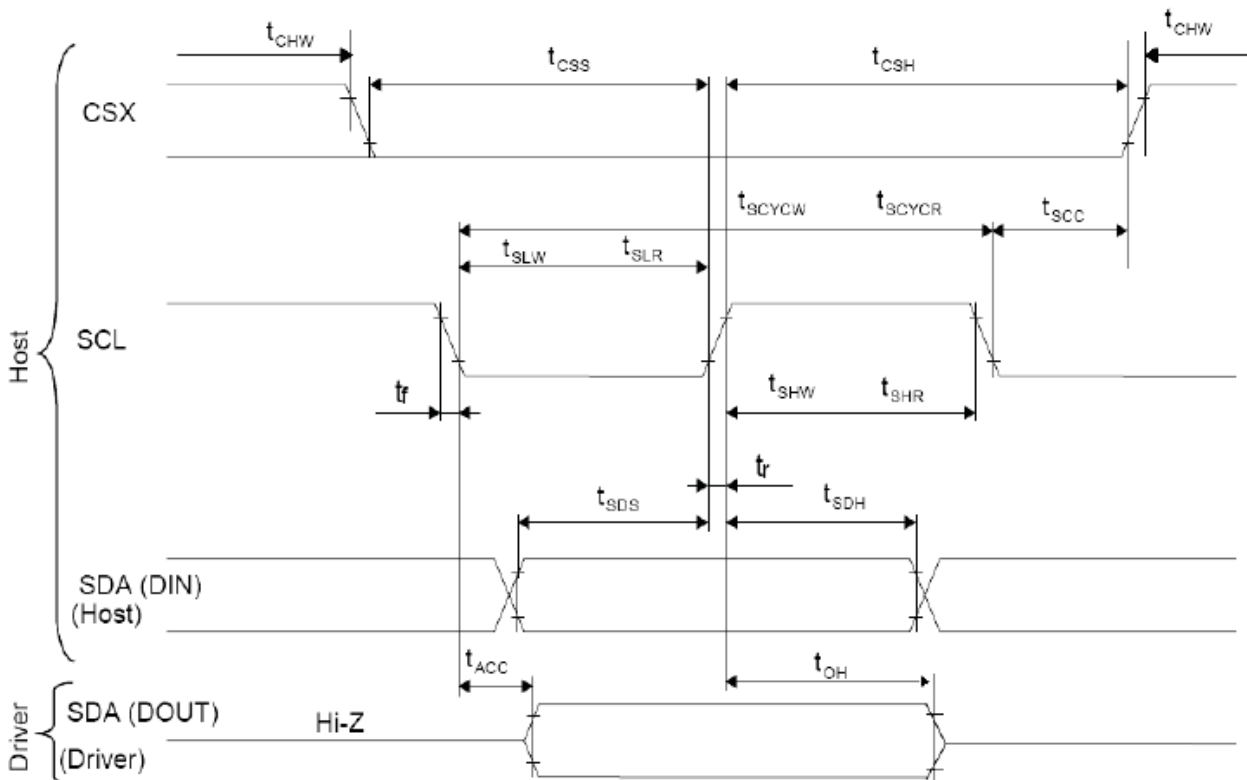 tCHW
tCHW
tCSS
tCSH
CSX
tSCYCW
tSCYCR
tSCC
tSLW
tSLR
Host
SCL
tf
tSHW
tSHR
tr
tSDS
tSDH
SDA (DIN)
(Host)
tACC
tOH
Driver
SDA (DOUT)
Hi-Z
(Driver)